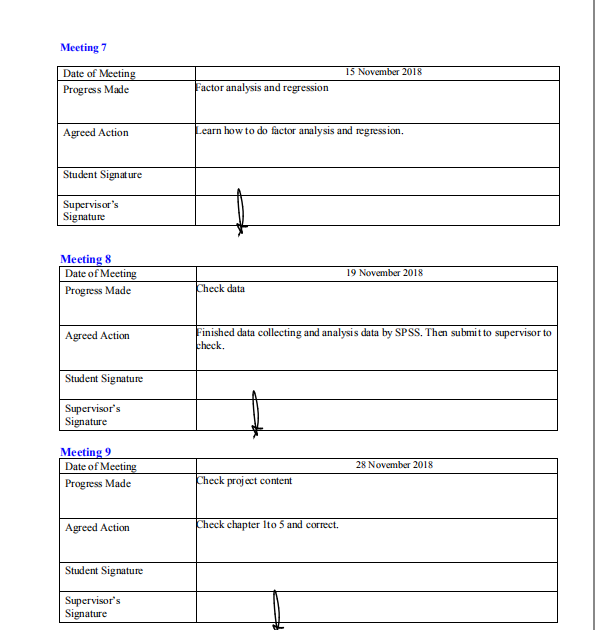 Meeting 7
Date of Meeting 15 November 2018
Progress Made Factor analysis and regression
Agreed Action Learn how to do factor analysis and regression.
Student Signature
Supervisor's
Signature
Meeting 8
Date of Meeting 19 November 2018
Progress Made Check data
Agreed Action Finished data collecting and analysis data by SPSS. Then submit to supervisor to
check.
Student Signature
Supervisor's
Signature
Meeting 9
Date of Meeting 28 November 2018
Progress Made Check project content
Agreed Action Check chapter 1to 5 and correct.
Student Signature
Supervisor's
Signature